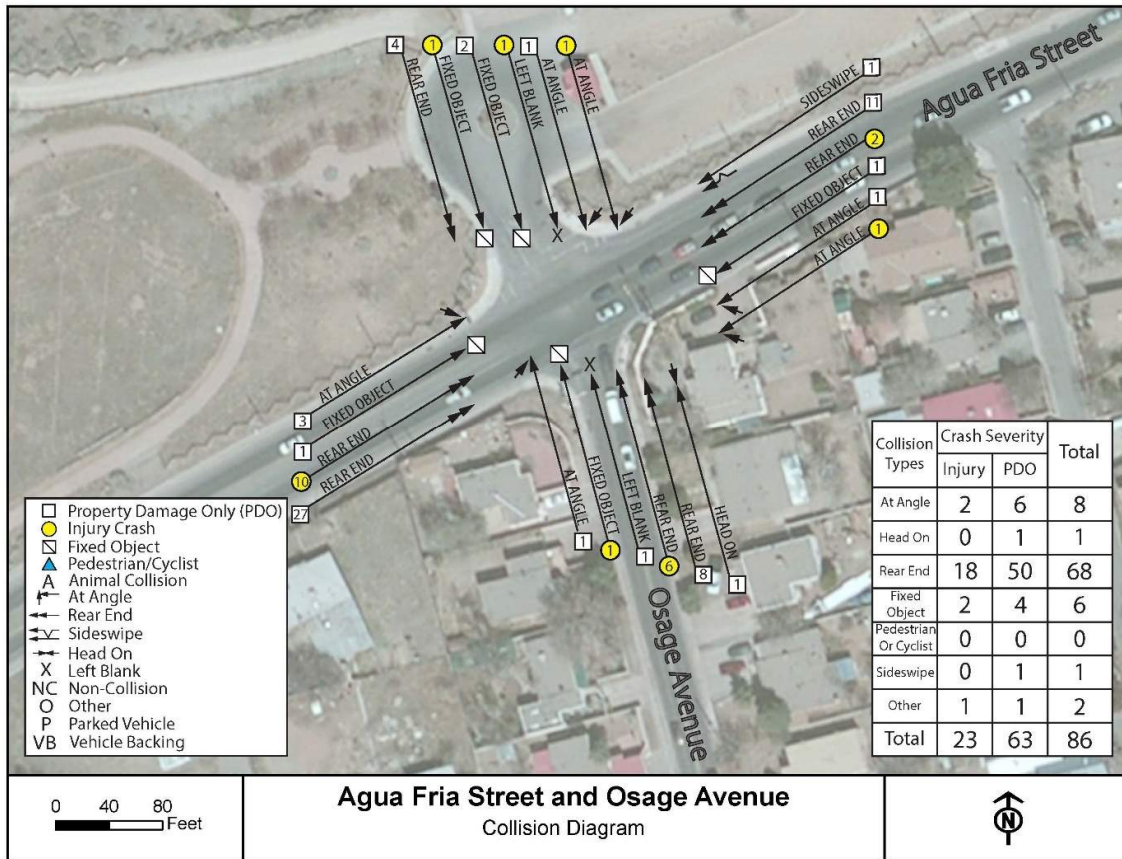 4 1 2 1 1 1
REAR END
FIXED OBJECT
FIXED OBJECT
LEFT BLANK
AT ANGLE
AT ANGLE
Agua Fria Street
SIDESWIPE 1
REAR END 11
REAR END 2
FIXED OBJECT 1
AT ANGLE 1
AT ANGLE 1
X
X
3 AT ANGLE
1 FIXED OBJECT
10 REAR END
27 REAR END
AT ANGLE 1
FIXED OBJECT 1
LEFT BLANK 1
REAR END 6
REAR END 8
HEAD ON 1
Osage Avenue
Property Damage Only (PDO)
Injury Crash
Fixed Object
Pedestrian/Cyclist
A Animal Collision
At Angle
Rear End
Sideswipe
Head On
X Left Blank
NC Non-Collision
O Other
P Parked Vehicle
VB Vehicle Backing
Collision Types Crash Severity Total
Injury PDO
At Angle 2 6 8
Head On 0 1 1
Rear End 18 50 68
Fixed Object 2 4 6
Pedestrian Or Cyclist 0 0 0
Sideswipe 0 1 1
Other 1 1 2
Total 23 63 86
0 40 80
Feet
Agua Fria Street and Osage Avenue
Collision Diagram
N